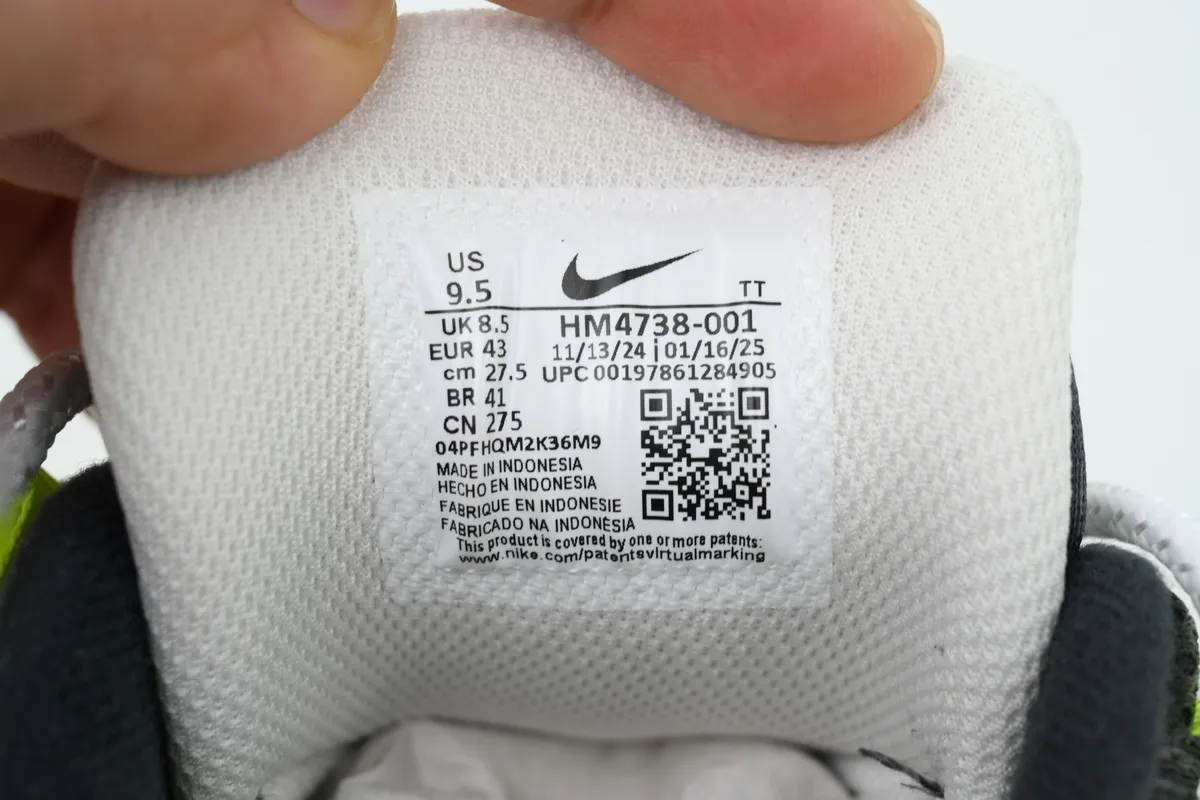 US
9.5
TT
UK 8.5
HM4738-001
EUR 43
11/13/24 | 01/16/25
cm 27.5
UPC 00197861284905
BR 41
CN 275
04PFHQM2K36M9
MADE IN INDONESIA
HECHO EN INDONESIA
FABRIQUE EN INDONESIE
FABRICADO NA INDONÉSIA
This product is covered by one or more patents:
www.nike.com/patentsvirtualmarking